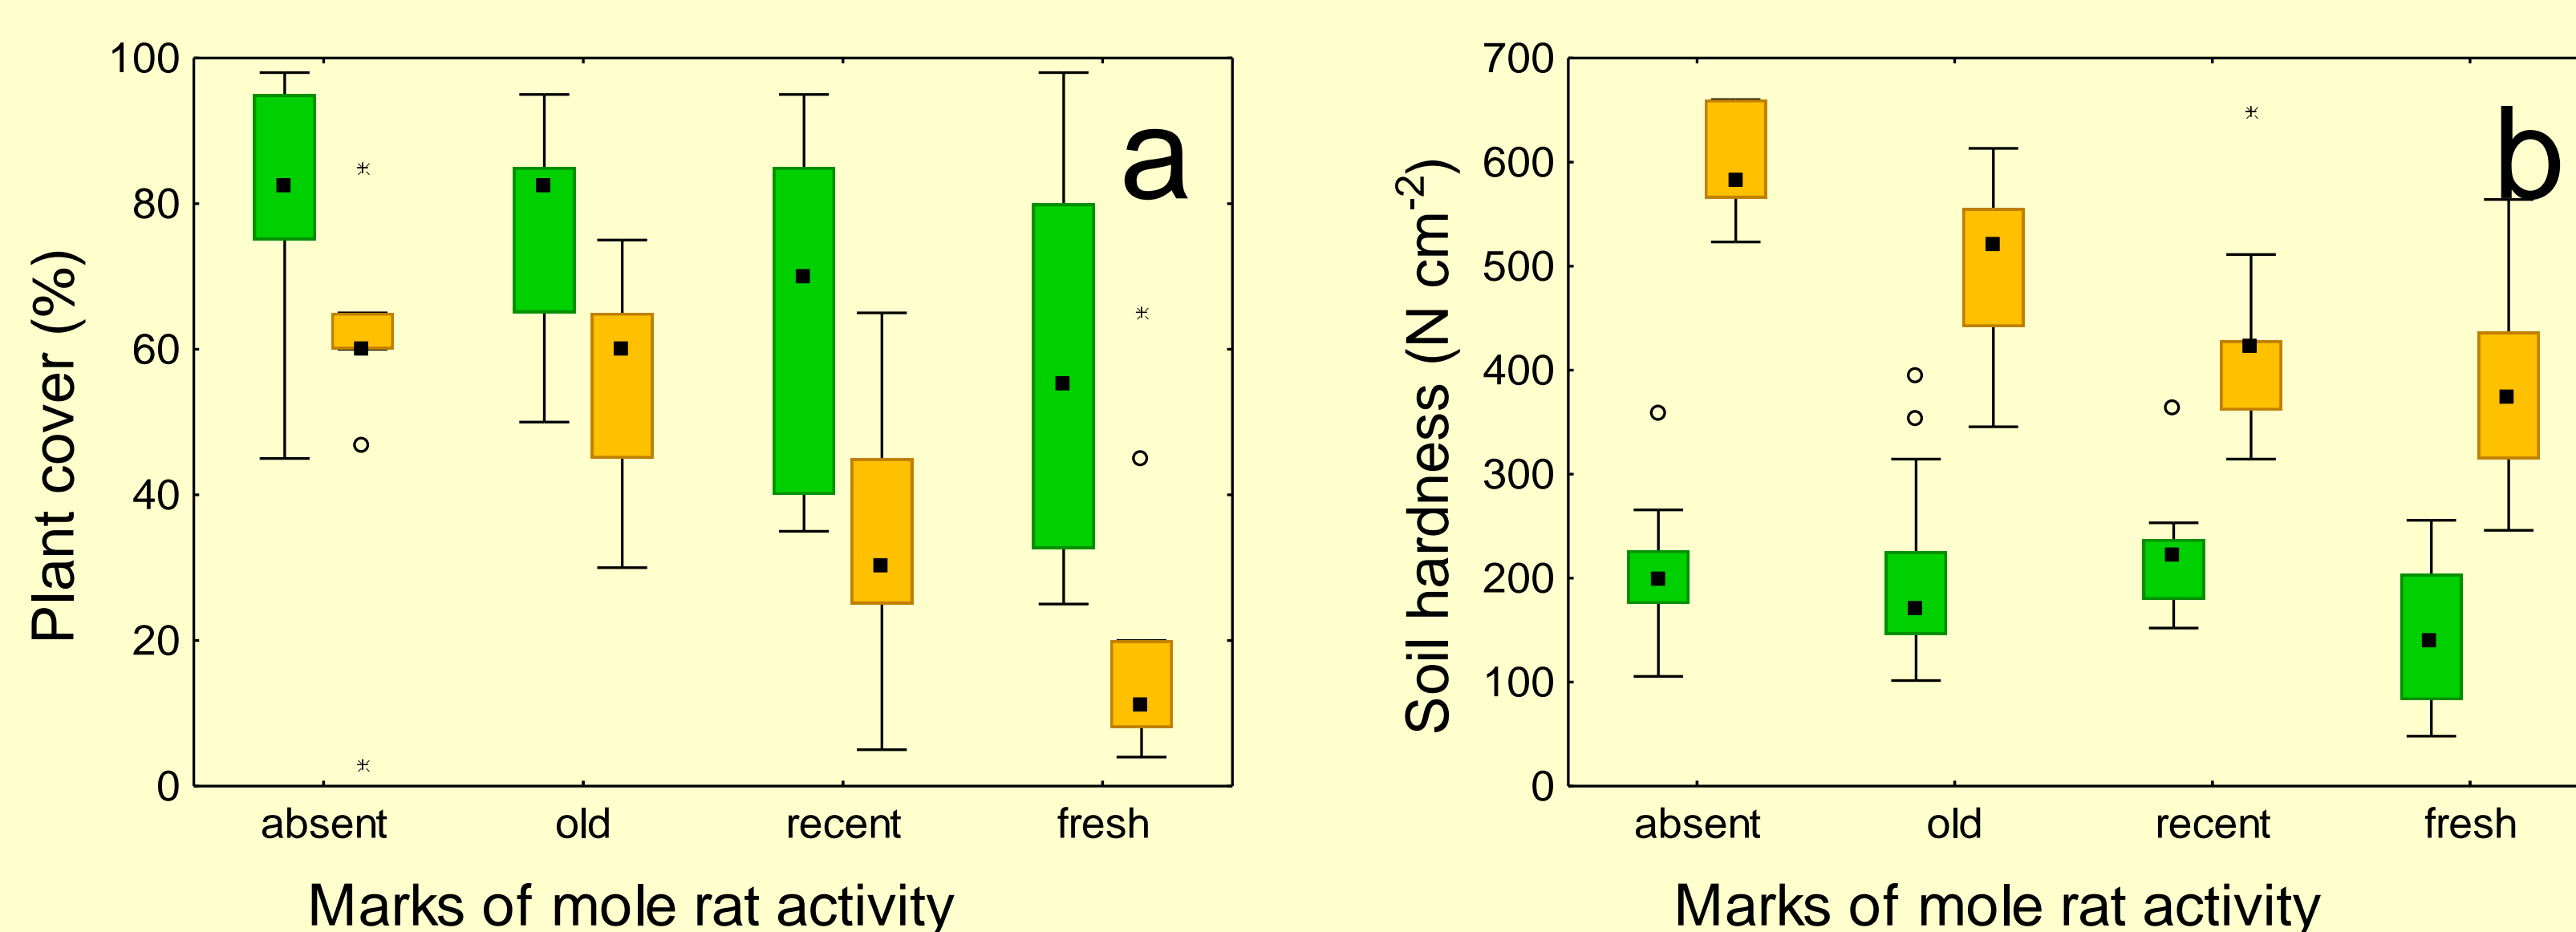 a
Plant cover (%)
100
80
60
40
20
0
absent old recent fresh
Marks of mole rat activity
b
Soil hardness (N cm⁻²)
700
600
500
400
300
200
100
0
absent old recent fresh
Marks of mole rat activity